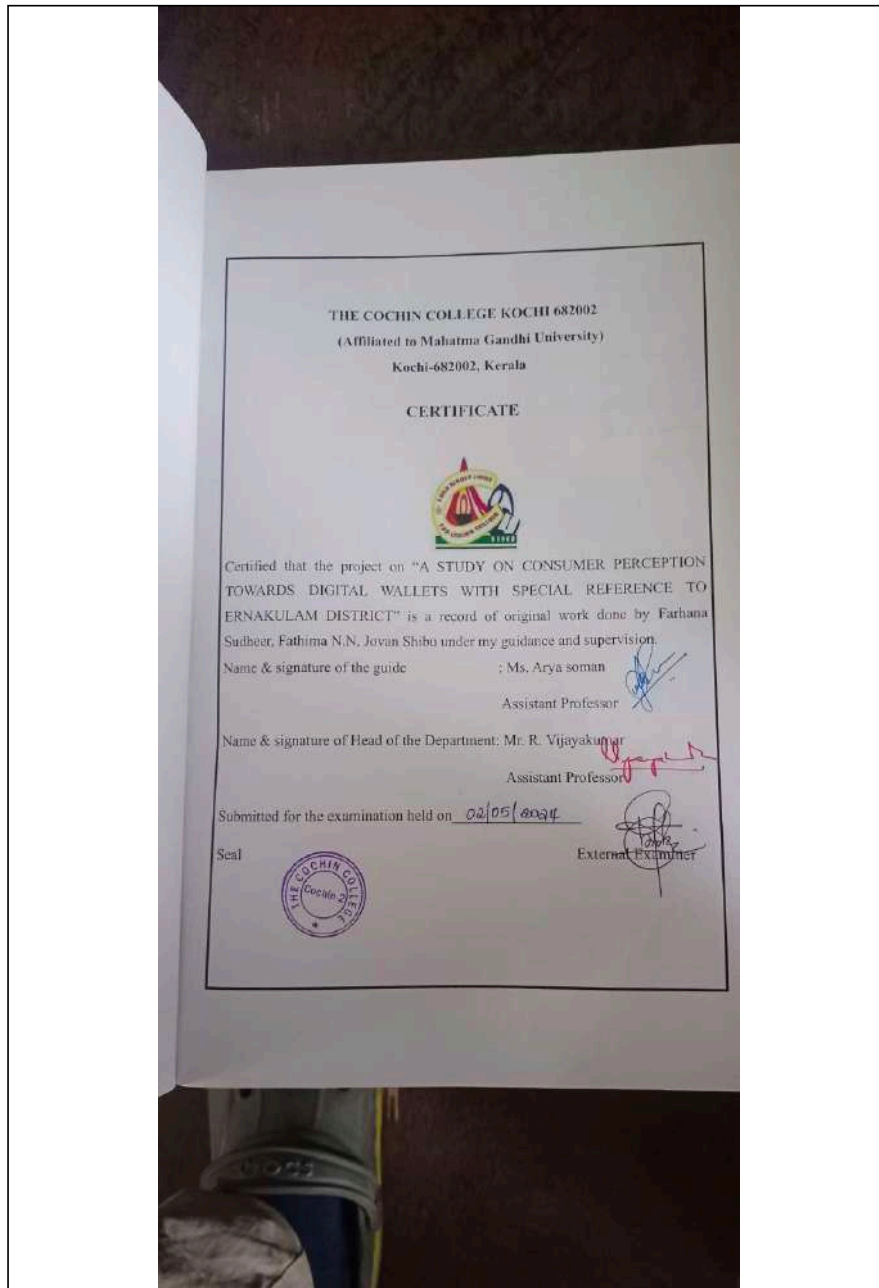 THE COCHIN COLLEGE KOCHI 682002
(Affiliated to Mahatma Gandhi University)
Kochi-682002, Kerala
CERTIFICATE
Certified that the project on “A STUDY ON CONSUMER PERCEPTION
TOWARDS DIGITAL WALLETS WITH SPECIAL REFERENCE TO
ERNAKULAM DISTRICT” is a record of original work done by Farhana
Sudheer, Fathima N.N, Jovan Shibo under my guidance and supervision.
Name & signature of the guide : Ms. Arya soman
Assistant Professor
Name & signature of Head of the Department: Mr. R. Vijayakumar
Assistant Professor
Submitted for the examination held on 02/05/2024
Seal External Examiner
THE COCHIN COLLEGE
Cochin-2
crocs